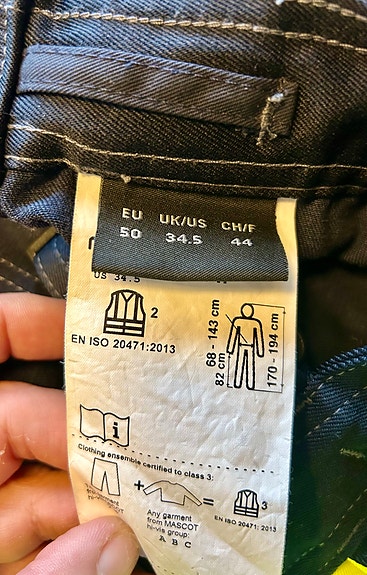 EU UK/US CH/F
50 34.5 44
US 34.5
2
EN ISO 20471:2013
68 - 143 cm
82 cm
170 - 194 cm
i
Clothing ensemble certified to class 3:
+ = 3
EN ISO 20471:2013
Any garment
from MASCOT
hi-vis group:
A B C